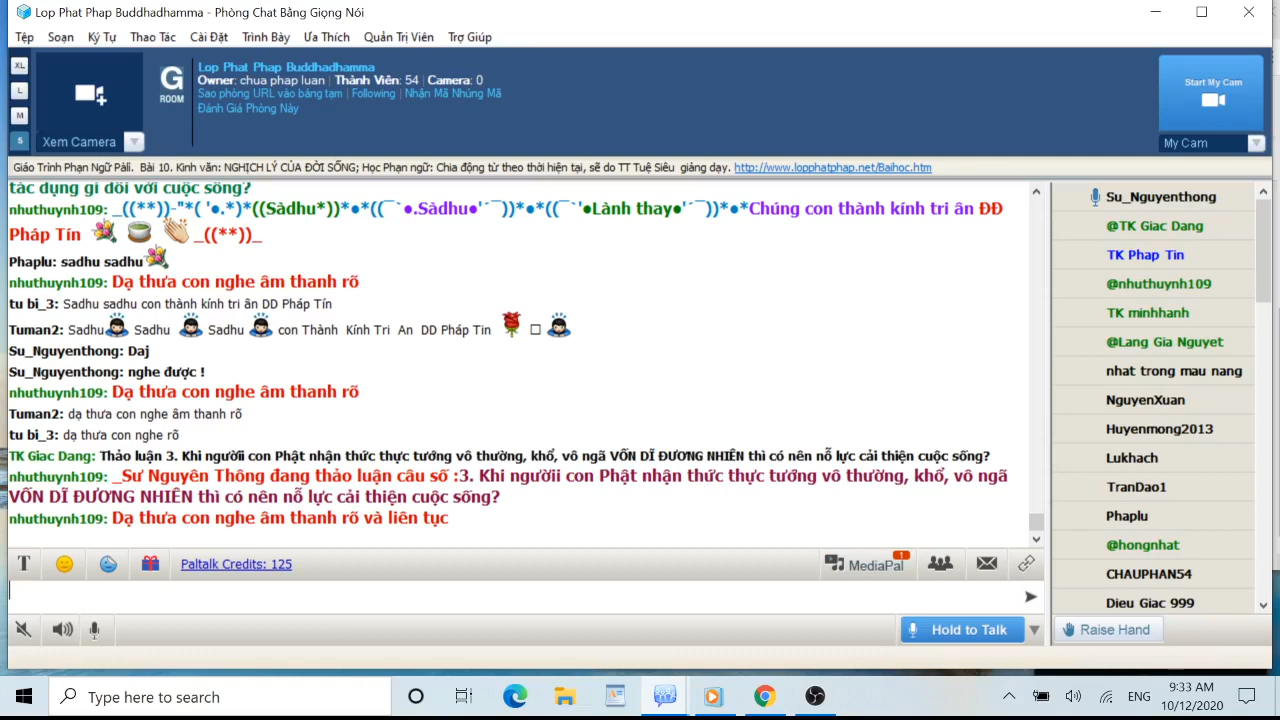 Lop Phat Phap Buddhadhamma - Phòng Chat Bằng Giọng Nói
Tệp Soạn Ký Tự Thao Tác Cài Đặt Trình Bày Ưa Thích Quản Trị Viên Trợ Giúp
XL
L
M
S
Xem Camera
G
ROOM
Lop Phat Phap Buddhadhamma
Owner: chua phap luan | Thành Viên: 54 | Camera: 0
Sao phòng URL vào bảng tạm | Following | Nhận Mã Nhúng Mã
Đánh Giá Phòng Này
Start My Cam
My Cam
Giáo Trình Phạn Ngữ Pàli. Bài 10. Kinh văn: NGHỊCH LÝ CỦA ĐỜI SỐNG; Học Phạn ngữ: Chia động từ theo thời hiện tại, sẽ do TT Tuệ Siêu giảng dạy. http://www.lopphatphap.net/Baihoc.htm
tác dụng gì đối với cuộc sống?
nhuthuynh109: _((**))-"*( '●.*)*((Sàdhu*))*●*((¯`●.Sàdhu●'´¯))*●*((¯`'●Lành thay●'´¯))*●*Chúng con thành kính tri ân ĐĐ
Pháp Tín _((**))_
Phaplu: sadhu sadhu
nhuthuynh109: Dạ thưa con nghe âm thanh rõ
tu bi_3: Sadhu sadhu con thành kính tri ân DD Pháp Tín
Tuman2: Sadhu Sadhu Sadhu con Thành Kính Tri An DD Pháp Tin □
Su_Nguyenthong: Daj
Su_Nguyenthong: nghe được !
nhuthuynh109: Dạ thưa con nghe âm thanh rõ
Tuman2: dạ thưa con nghe âm thanh rõ
tu bi_3: dạ thưa con nghe rõ
TK Giac Dang: Thảo luận 3. Khi người con Phật nhận thức thực tướng vô thường, khổ, vô ngã VỐN DĨ ĐƯƠNG NHIÊN thì có nên nỗ lực cải thiện cuộc sống?
nhuthuynh109: _Sư Nguyên Thông đang thảo luận câu số :3. Khi người con Phật nhận thức thực tướng vô thường, khổ, vô ngã
VỐN DĨ ĐƯƠNG NHIÊN thì có nên nỗ lực cải thiện cuộc sống?
nhuthuynh109: Dạ thưa con nghe âm thanh rõ và liên tục
Su_Nguyenthong
@TK Giac Dang
TK Phap Tin
@nhuthuynh109
TK minhhanh
@Lang Gia Nguyet
nhat trong mau nang
NguyenXuan
Huyenmong2013
Lukhach
TranDao1
Phaplu
@hongnhat
CHAUPHAN54
Dieu Giac 999
T Paltalk Credits: 125 MediaPal 1
Hold to Talk Raise Hand
Type here to search
ENG
9:33 AM
10/12/2020